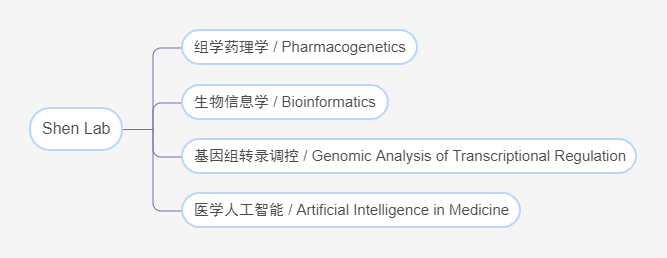 Shen Lab
组学药理学 / Pharmacogenetics
生物信息学 / Bioinformatics
基因组转录调控 / Genomic Analysis of Transcriptional Regulation
医学人工智能 / Artificial Intelligence in Medicine